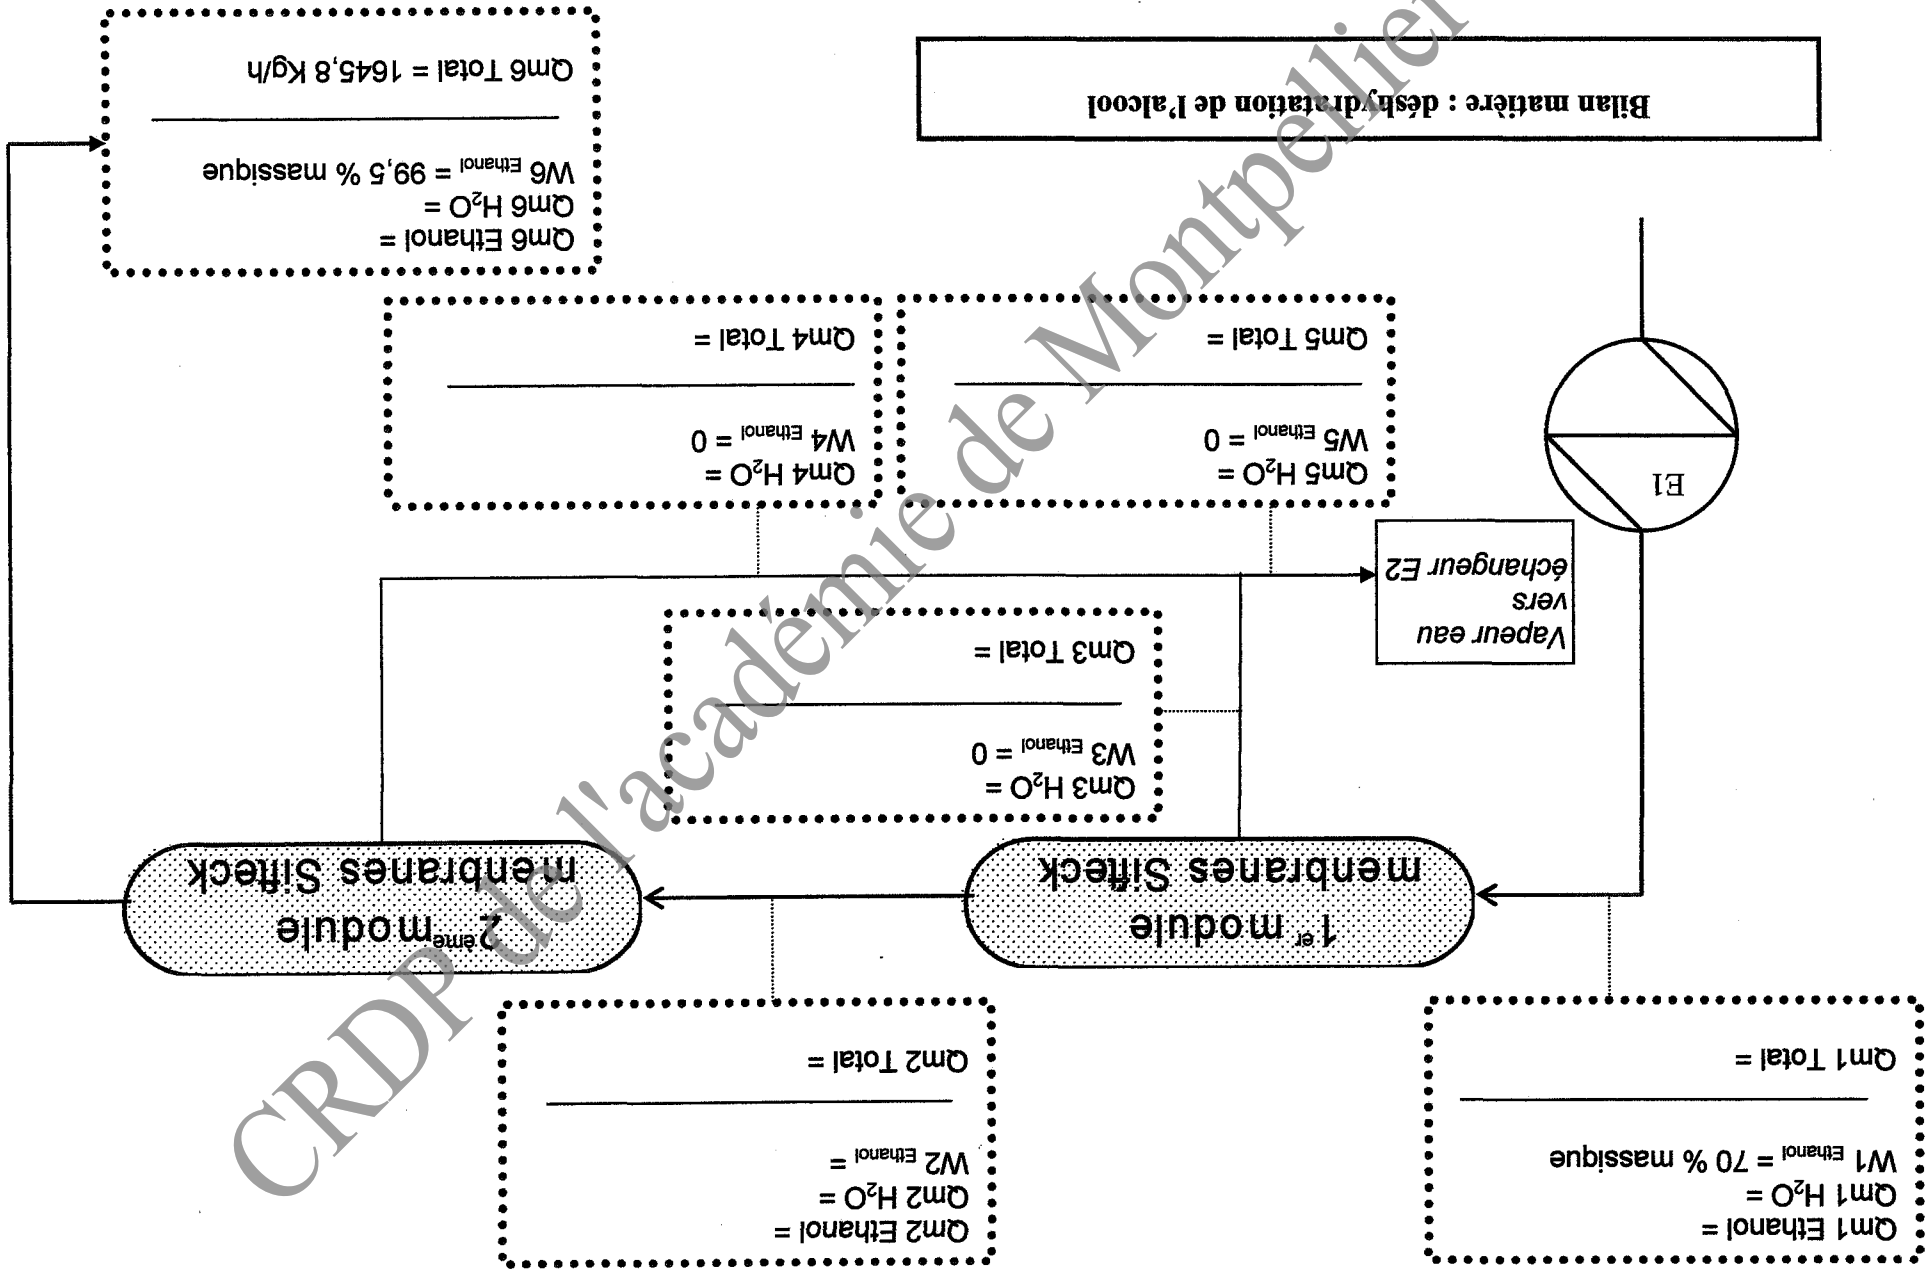 Qm1 Ethanol =
Qm1 H₂O =
W1 Ethanol = 70 % massique
Qm1 Total =
Qm2 Ethanol =
Qm2 H₂O =
W2 Ethanol =
Qm2 Total =
1er module
menbranes Sifteck
2ème module
menbranes Sifteck
Qm3 H₂O =
W3 Ethanol = 0
Qm3 Total =
Vapeur eau
vers
échangeur E2
E1
Qm5 H₂O =
W5 Ethanol = 0
Qm5 Total =
Qm4 H₂O =
W4 Ethanol = 0
Qm4 Total =
Qm6 Ethanol =
Qm6 H₂O =
W6 Ethanol = 99,5 % massique
Qm6 Total = 1645,8 Kg/h
Bilan matière : déshydratation de l'alcool
CRDP de l'académie de Montpellier